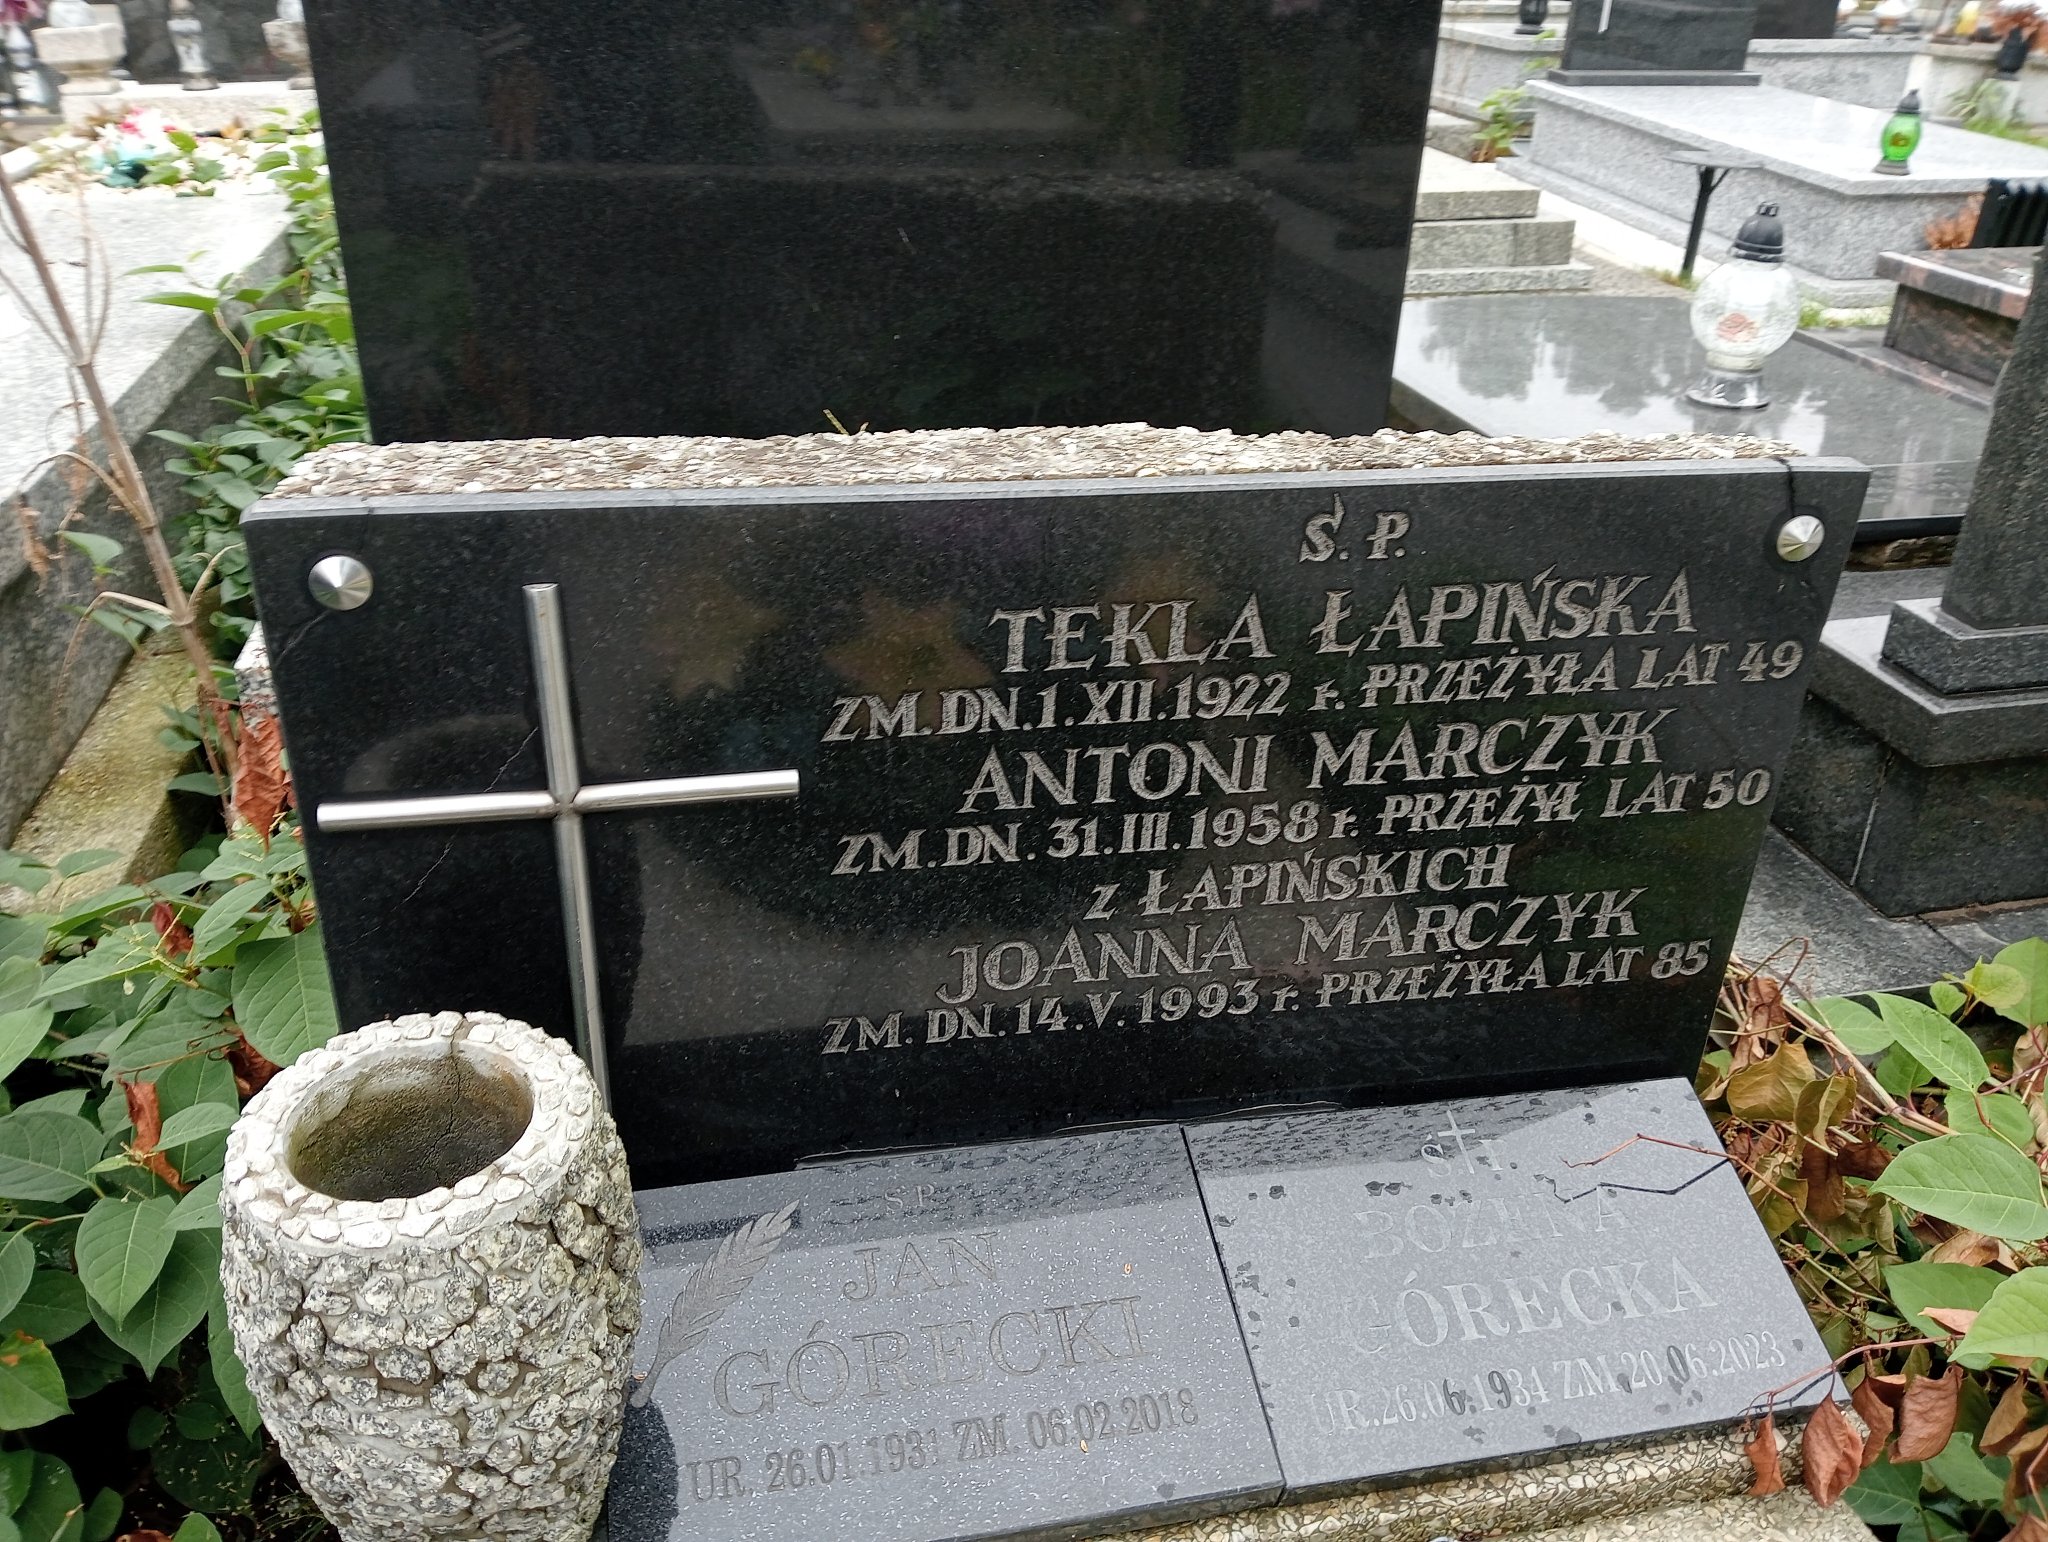 Ś. P.
TEKLA ŁAPIŃSKA
ZM. DN. 1. XII. 1922 r. PRZEŻYŁA LAT 49
ANTONI MARCZYK
ZM. DN. 31. III. 1958 r. PRZEŻYŁ LAT 50
z ŁAPIŃSKICH
JOANNA MARCZYK
ZM. DN. 14. V. 1993 r. PRZEŻYŁA LAT 85
Ś.P.
JAN
GÓRECKI
UR. 26.01.1931 ZM. 06.02.2018
Ś P
BOŻENA
GÓRECKA
UR. 26.06.1934 ZM. 20.06.2023